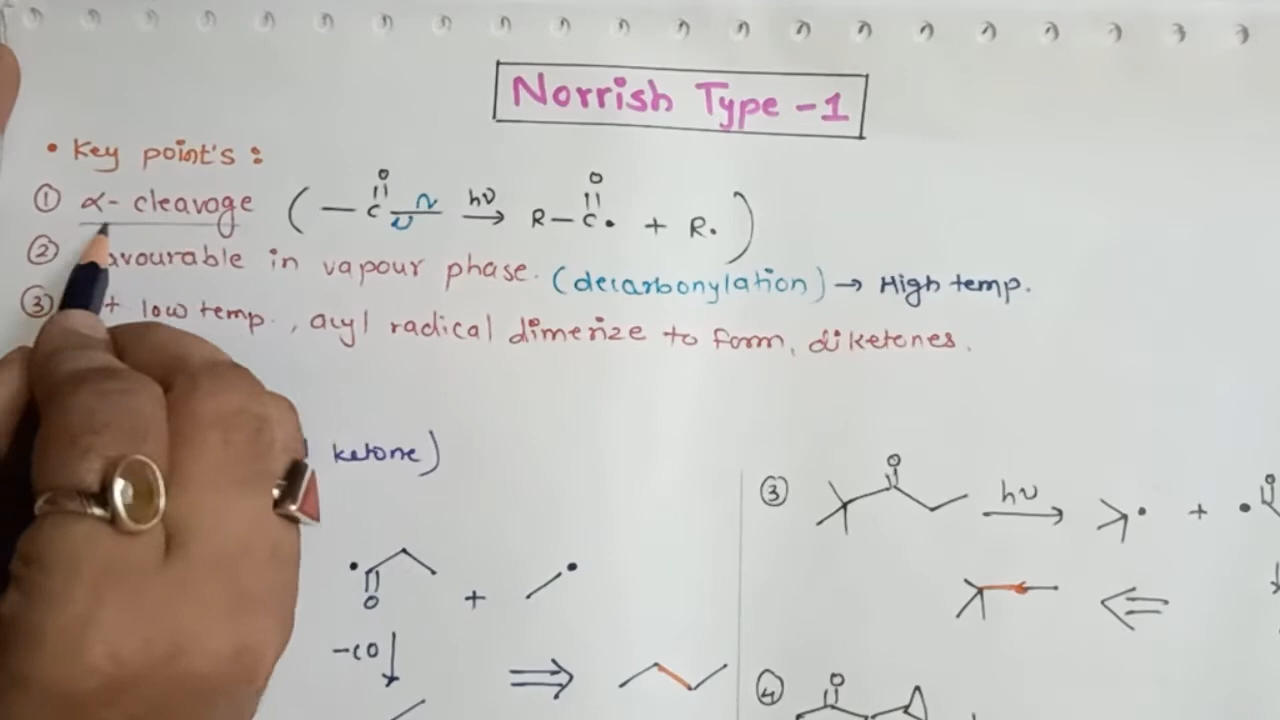 Norrish Type-1
• Key point's :
① α- cleavage ( — C O hν → R — C • O + R• )
② avourable in vapour phase. (decarbonylation) → High temp.
③ + low temp., acyl radical dimerize to form, diketones.
ketone)
③ O hν → • + • O
O + •
-CO
④ O